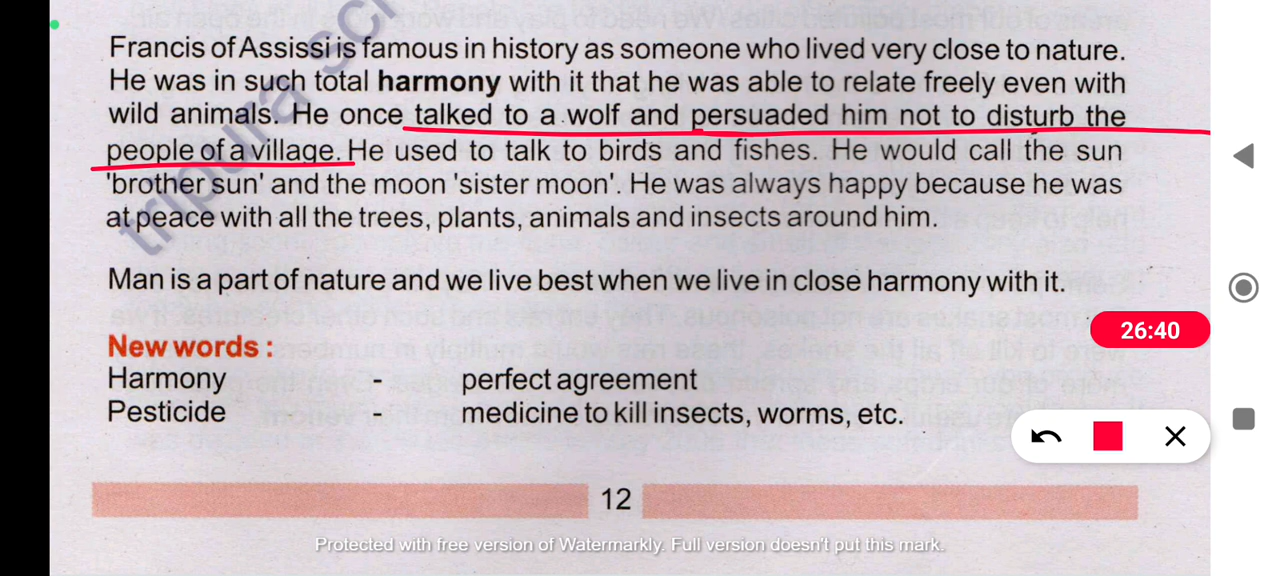 Francis of Assissi is famous in history as someone who lived very close to nature.
He was in such total harmony with it that he was able to relate freely even with
wild animals. He once talked to a wolf and persuaded him not to disturb the
people of a village. He used to talk to birds and fishes. He would call the sun
'brother sun' and the moon 'sister moon'. He was always happy because he was
at peace with all the trees, plants, animals and insects around him.
Man is a part of nature and we live best when we live in close harmony with it.
26:40
New words :
Harmony - perfect agreement
Pesticide - medicine to kill insects, worms, etc.
12
Protected with free version of Watermarkly. Full version doesn't put this mark.
tripura sc